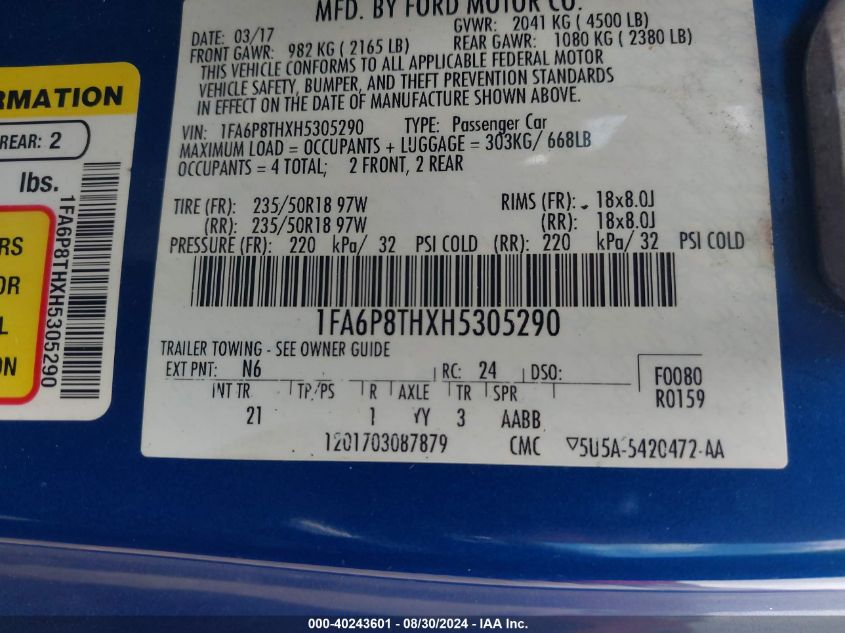 MFD. BY FORD MOTOR CO.
DATE: 03/17 GVWR: 2041 KG ( 4500 LB)
FRONT GAWR: 982 KG ( 2165 LB) REAR GAWR: 1080 KG ( 2380 LB)
THIS VEHICLE CONFORMS TO ALL APPLICABLE FEDERAL MOTOR
VEHICLE SAFETY, BUMPER, AND THEFT PREVENTION STANDARDS
IN EFFECT ON THE DATE OF MANUFACTURE SHOWN ABOVE.
VIN: 1FA6P8THXH5305290 TYPE: Passenger Car
MAXIMUM LOAD = OCCUPANTS + LUGGAGE = 303KG/ 668LB
OCCUPANTS = 4 TOTAL; 2 FRONT, 2 REAR
TIRE (FR): 235/50R18 97W RIMS (FR): 18x8.0J
(RR): 235/50R18 97W (RR): 18x8.0J
PRESSURE (FR): 220 kPa/ 32 PSI COLD (RR): 220 kPa/ 32 PSI COLD
1FA6P8THXH5305290
TRAILER TOWING - SEE OWNER GUIDE
EXT PNT: N6 RC: 24 DSO: F0080
INT TR TP/PS R AXLE TR SPR R0159
21 1 YY 3 AABB
1201703087879 CMC 5U5A-5420472-AA
REAR: 2
lbs.
1FA6P8THXH5305290
000-40243601 - 08/30/2024 - IAA Inc.